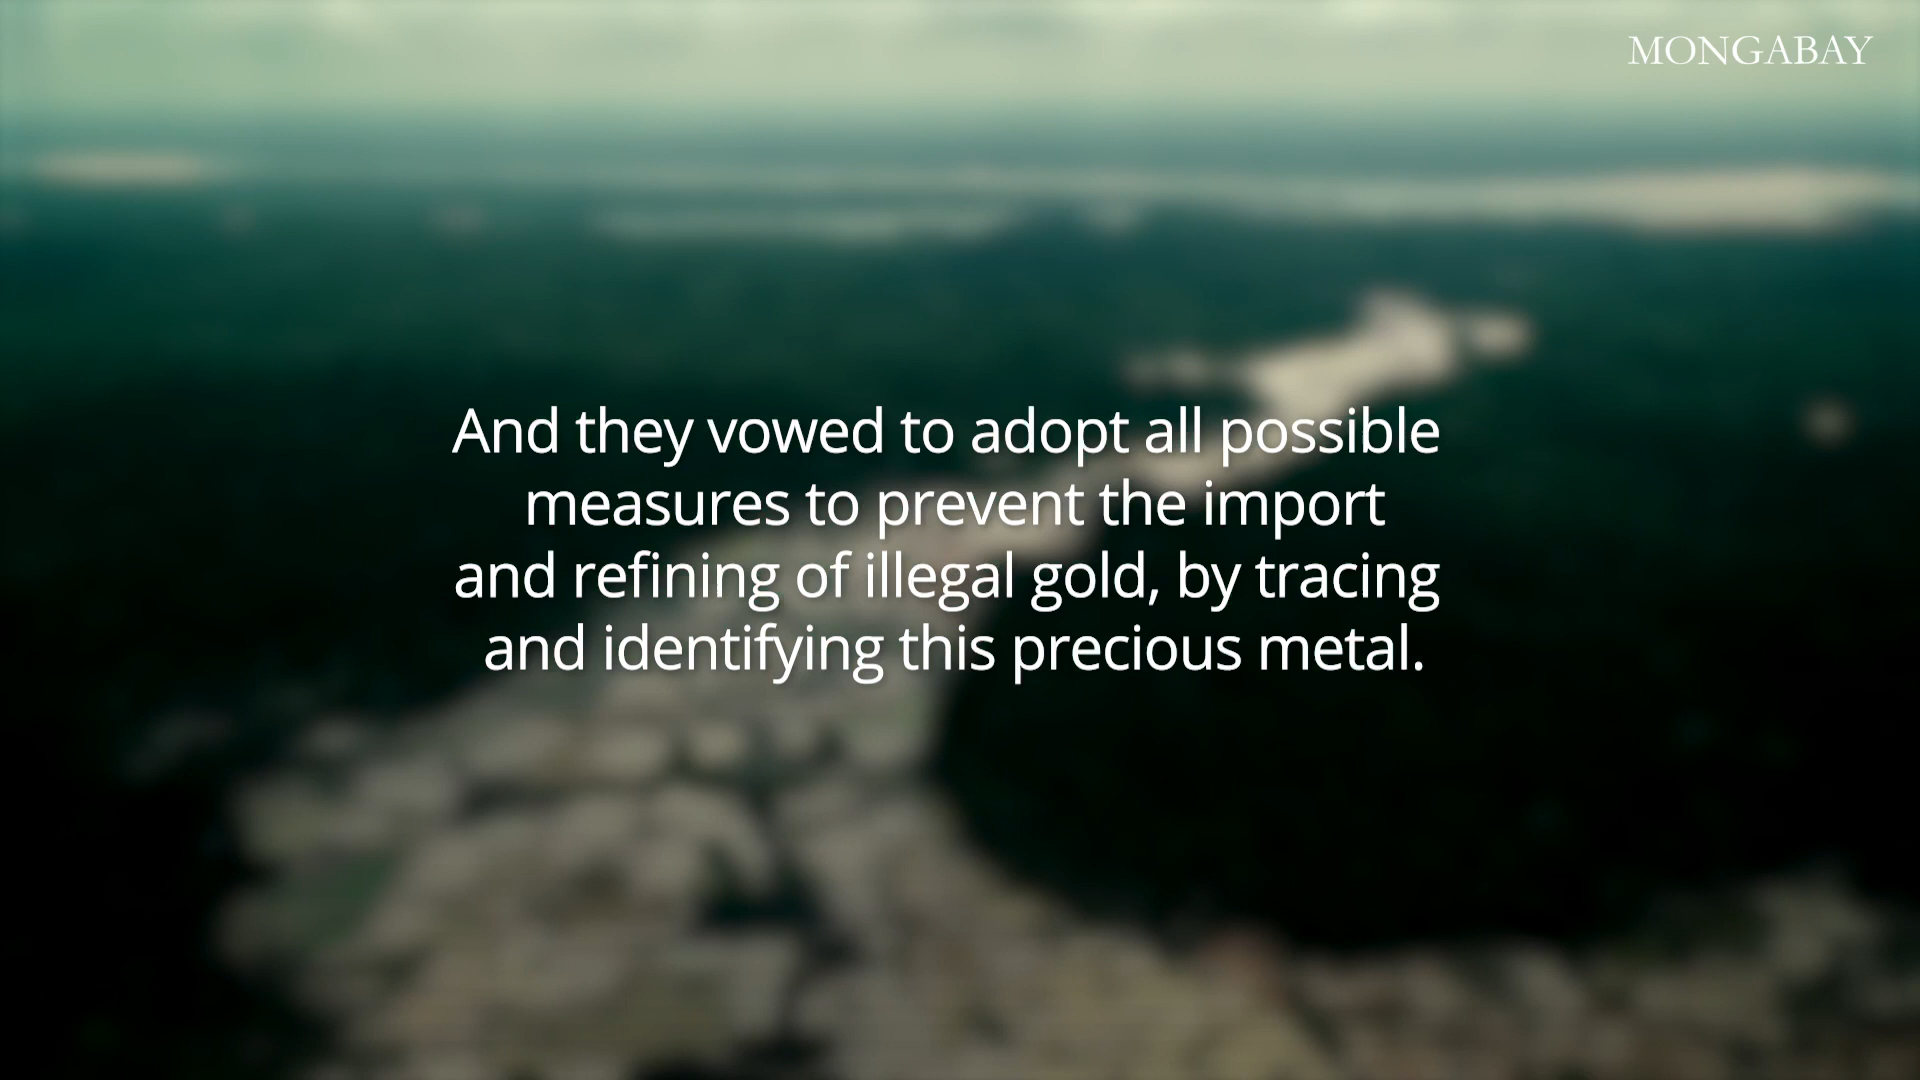 MONGABAY
And they vowed to adopt all possible
measures to prevent the import
and refining of illegal gold, by tracing
and identifying this precious metal.